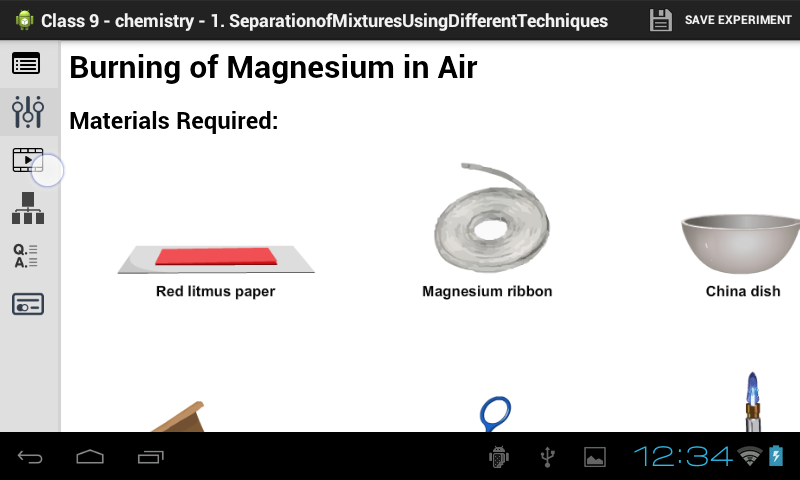 Class 9 - chemistry - 1. SeparationofMixturesUsingDifferentTechniques
SAVE EXPERIMENT
Burning of Magnesium in Air
Materials Required:
Q.
A.
Red litmus paper
Magnesium ribbon
China dish
12:34